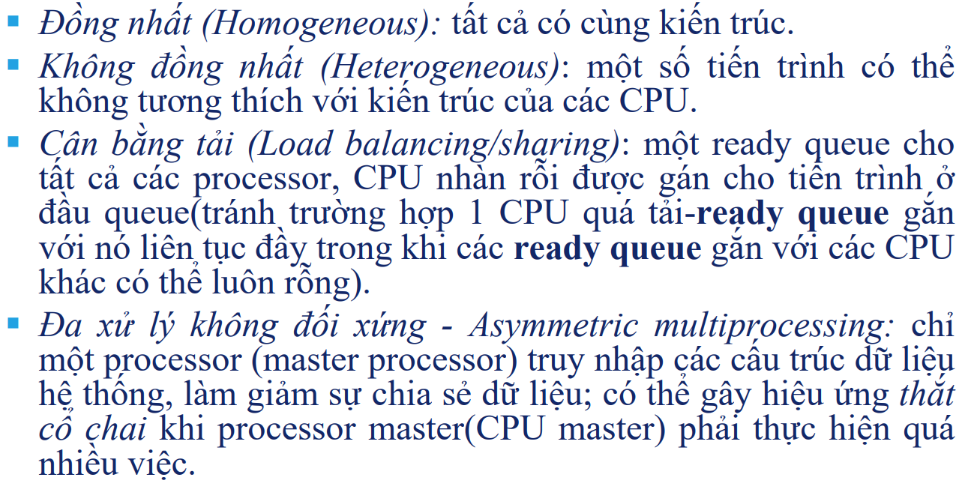 ▪ Đồng nhất (Homogeneous): tất cả có cùng kiến trúc.
▪ Không đồng nhất (Heterogeneous): một số tiến trình có thể
không tương thích với kiến trúc của các CPU.
▪ Cân bằng tải (Load balancing/sharing): một ready queue cho
tất cả các processor, CPU nhàn rỗi được gán cho tiến trình ở
đầu queue(tránh trường hợp 1 CPU quá tải-ready queue gắn
với nó liên tục đầy trong khi các ready queue gắn với các CPU
khác có thể luôn rỗng).
▪ Đa xử lý không đối xứng - Asymmetric multiprocessing: chỉ
một processor (master processor) truy nhập các cấu trúc dữ liệu
hệ thống, làm giảm sự chia sẻ dữ liệu; có thể gây hiệu ứng thắt
cổ chai khi processor master(CPU master) phải thực hiện quá
nhiều việc.